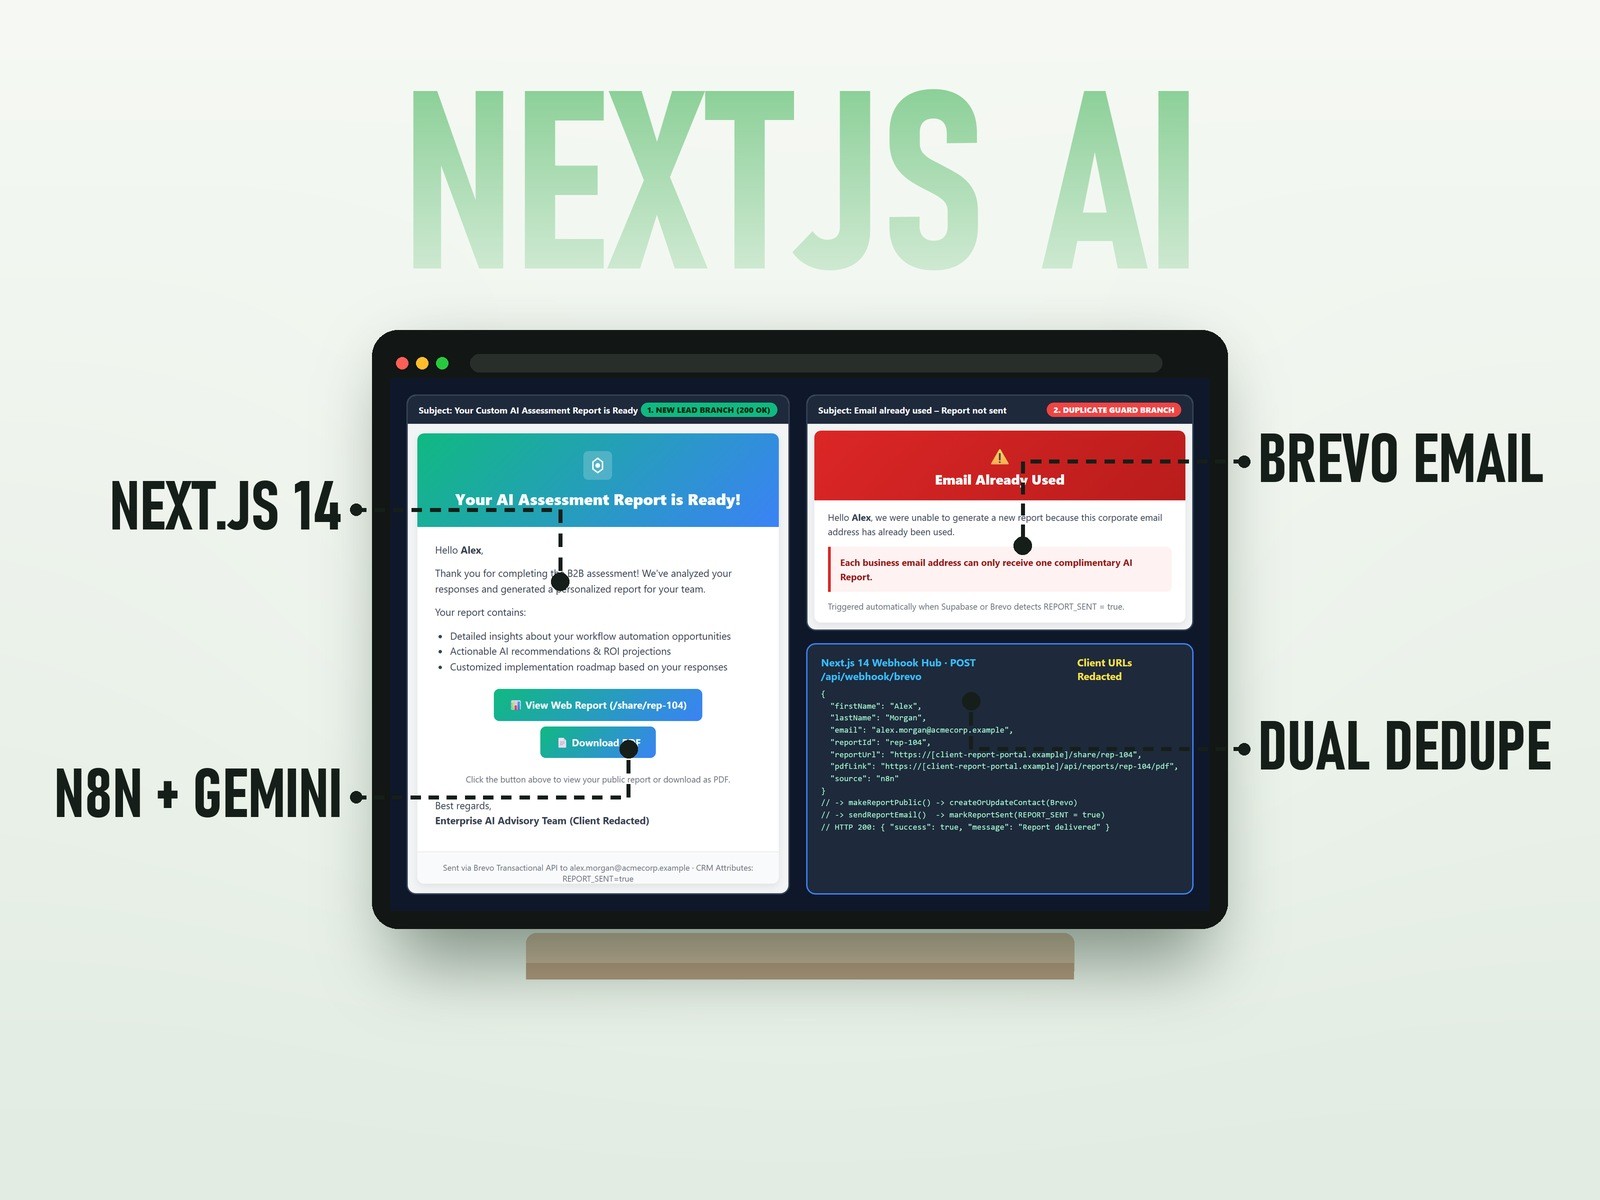 NEXTJS AI
NEXT.JS 14
N8N + GEMINI
BREVO EMAIL
DUAL DEDUPE
Subject: Your Custom AI Assessment Report is Ready
1. NEW LEAD BRANCH (200 OK)
Your AI Assessment Report is Ready!
Hello Alex,
Thank you for completing the B2B assessment! We've analyzed your
responses and generated a personalized report for your team.
Your report contains:
• Detailed insights about your workflow automation opportunities
• Actionable AI recommendations & ROI projections
• Customized implementation roadmap based on your responses
📊 View Web Report (/share/rep-104)
📄 Download PDF
Click the button above to view your public report or download as PDF.
Best regards,
Enterprise AI Advisory Team (Client Redacted)
Sent via Brevo Transactional API to alex.morgan@acmecorp.example · CRM Attributes:
REPORT_SENT=true
Subject: Email already used – Report not sent
2. DUPLICATE GUARD BRANCH
Email Already Used
Hello Alex, we were unable to generate a new report because this corporate email
address has already been used.
Each business email address can only receive one complimentary AI
Report.
Triggered automatically when Supabase or Brevo detects REPORT_SENT = true.
Next.js 14 Webhook Hub · POST
/api/webhook/brevo
Client URLs
Redacted
{
"firstName": "Alex",
"lastName": "Morgan",
"email": "alex.morgan@acmecorp.example",
"reportId": "rep-104",
"reportUrl": "https://[client-report-portal.example]/share/rep-104",
"pdfLink": "https://[client-report-portal.example]/api/reports/rep-104/pdf",
"source": "n8n"
}
// -> makeReportPublic() -> createOrUpdateContact(Brevo)
// -> sendReportEmail()  -> markReportSent(REPORT_SENT = true)
// HTTP 200: { "success": true, "message": "Report delivered" }